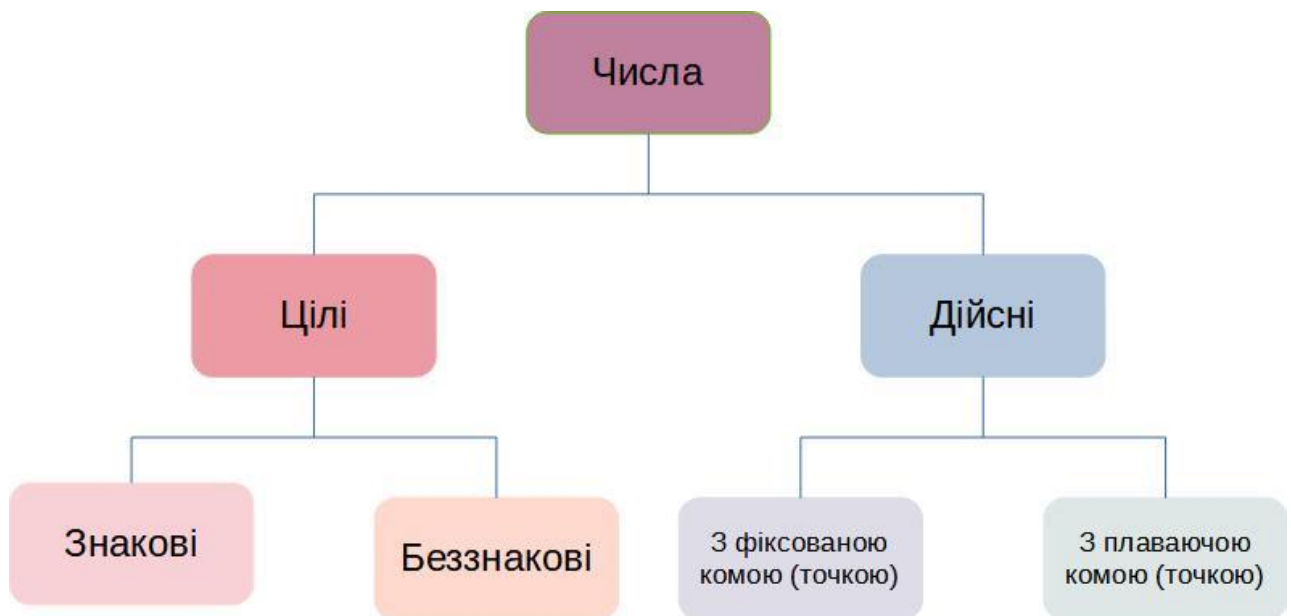 Числа
Цілі
Дійсні
Знакові
Беззнакові
З фіксованою
комою (точкою)
З плаваючою
комою (точкою)